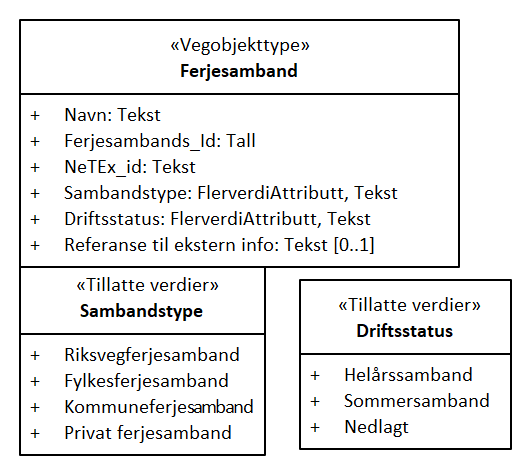 «Vegobjekttype»
Ferjesamband
+ Navn: Tekst
+ Ferjesambands_Id: Tall
+ NeTEx_id: Tekst
+ Sambandstype: FlerverdiAttributt, Tekst
+ Driftsstatus: FlerverdiAttributt, Tekst
+ Referanse til ekstern info: Tekst [0..1]
«Tillatte verdier»
Sambandstype
+ Riksvegferjesamband
+ Fylkesferjesamband
+ Kommuneferjesamband
+ Privat ferjesamband
«Tillatte verdier»
Driftsstatus
+ Helårssamband
+ Sommersamband
+ Nedlagt